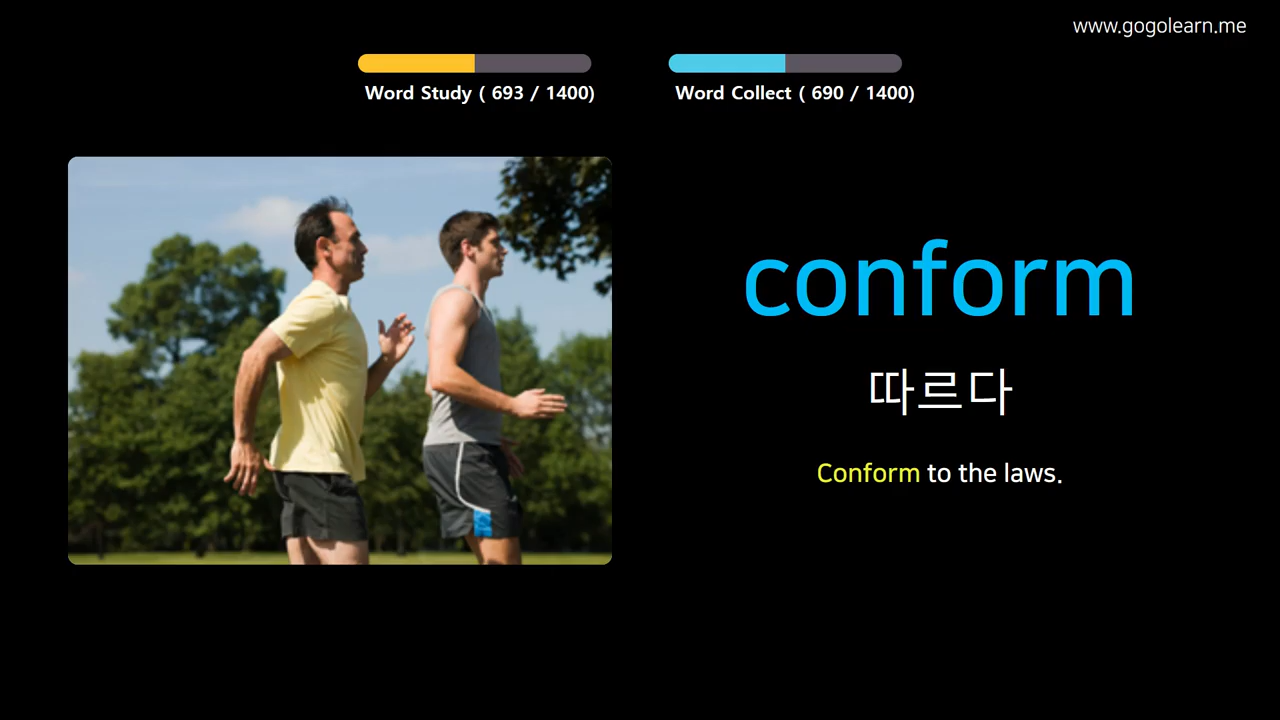 www.gogolearn.me
Word Study ( 693 / 1400)
Word Collect ( 690 / 1400)
conform
따르다
Conform to the laws.